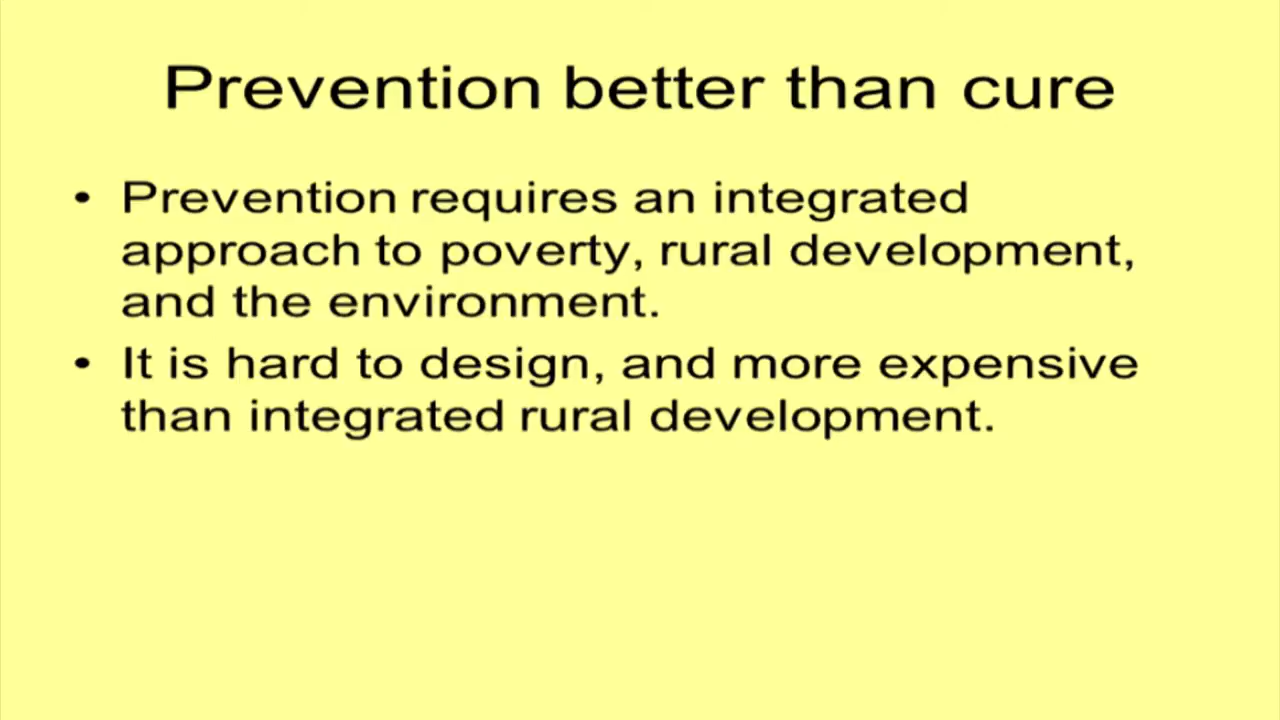 Prevention better than cure
• Prevention requires an integrated
approach to poverty, rural development,
and the environment.
• It is hard to design, and more expensive
than integrated rural development.